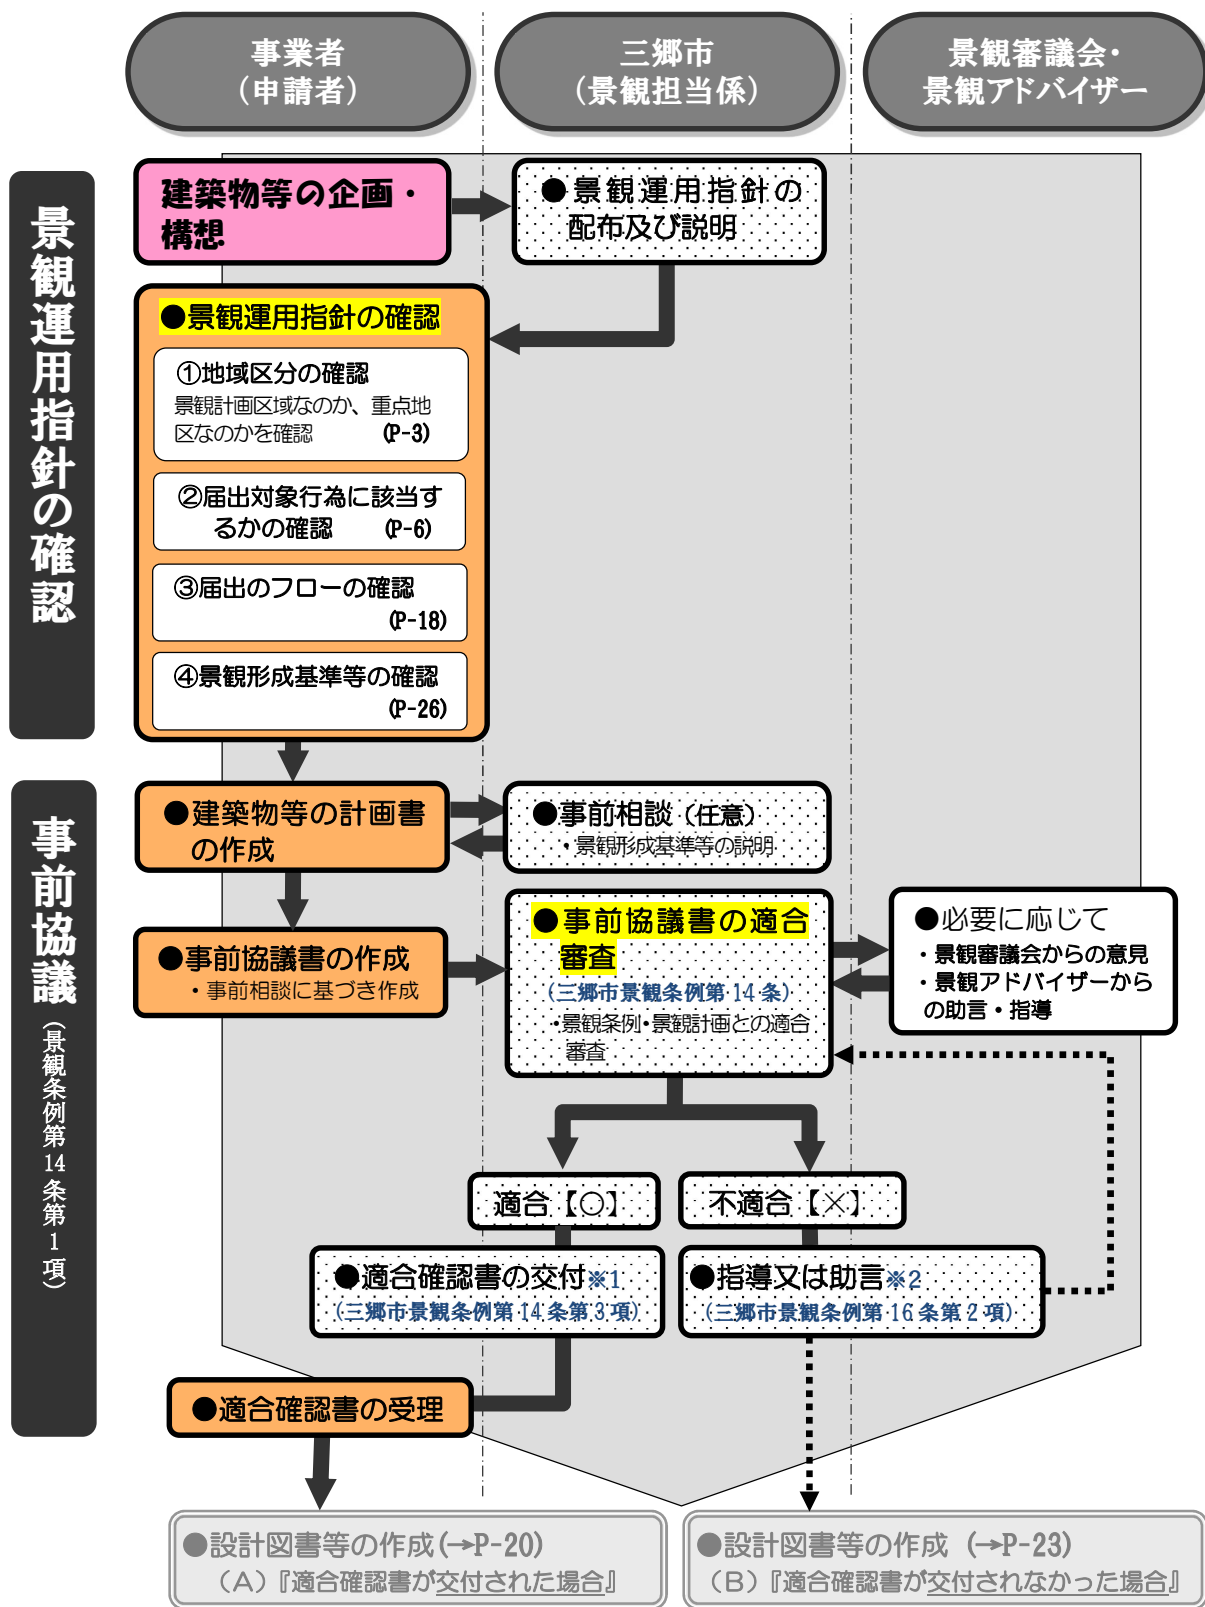 事業者
（申請者）
三郷市
（景観担当係）
景観審議会・
景観アドバイザー
景観運用指針の確認
建築物等の企画・
構想
●景観運用指針の
配布及び説明
●景観運用指針の確認
①地域区分の確認
景観計画区域なのか、重点地
区なのかを確認 (P-3)
②届出対象行為に該当す
るかの確認 (P-6)
③届出のフローの確認
(P-18)
④景観形成基準等の確認
(P-26)
事前協議
（景観条例第14条第1項）
●建築物等の計画書
の作成
●事前相談（任意）
・景観形成基準等の説明
●事前協議書の作成
・事前相談に基づき作成
●事前協議書の適合
審査
(三郷市景観条例第14条)
・景観条例・景観計画との適合
審査
●必要に応じて
・景観審議会からの意見
・景観アドバイザーから
の助言・指導
適合【○】
不適合【×】
●適合確認書の交付※1
(三郷市景観条例第14条第3項)
●指導又は助言※2
(三郷市景観条例第16条第2項)
●適合確認書の受理
●設計図書等の作成(→P-20)
（A）『適合確認書が交付された場合』
●設計図書等の作成 (→P-23)
（B）『適合確認書が交付されなかった場合』